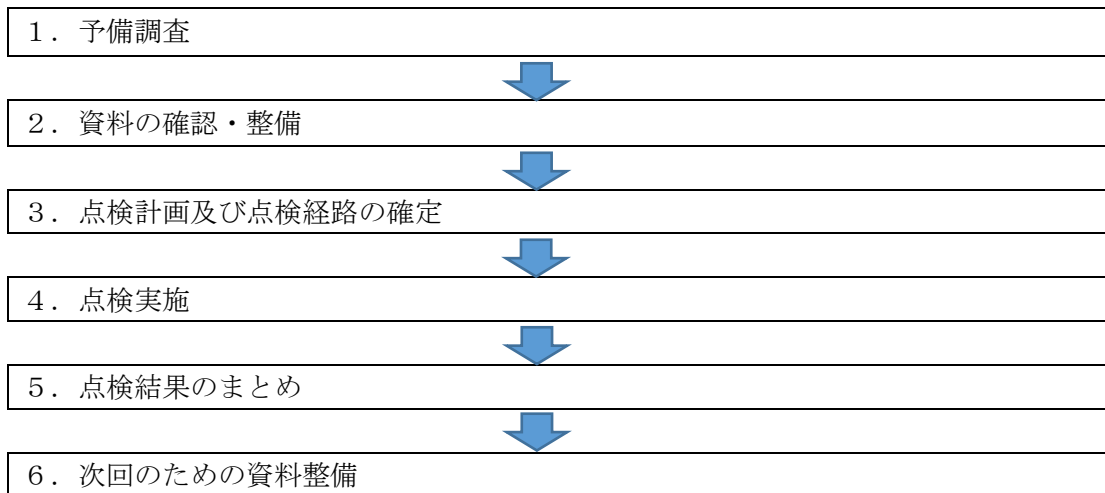 １．予備調査
２．資料の確認・整備
３．点検計画及び点検経路の確定
４．点検実施
５．点検結果のまとめ
６．次回のための資料整備